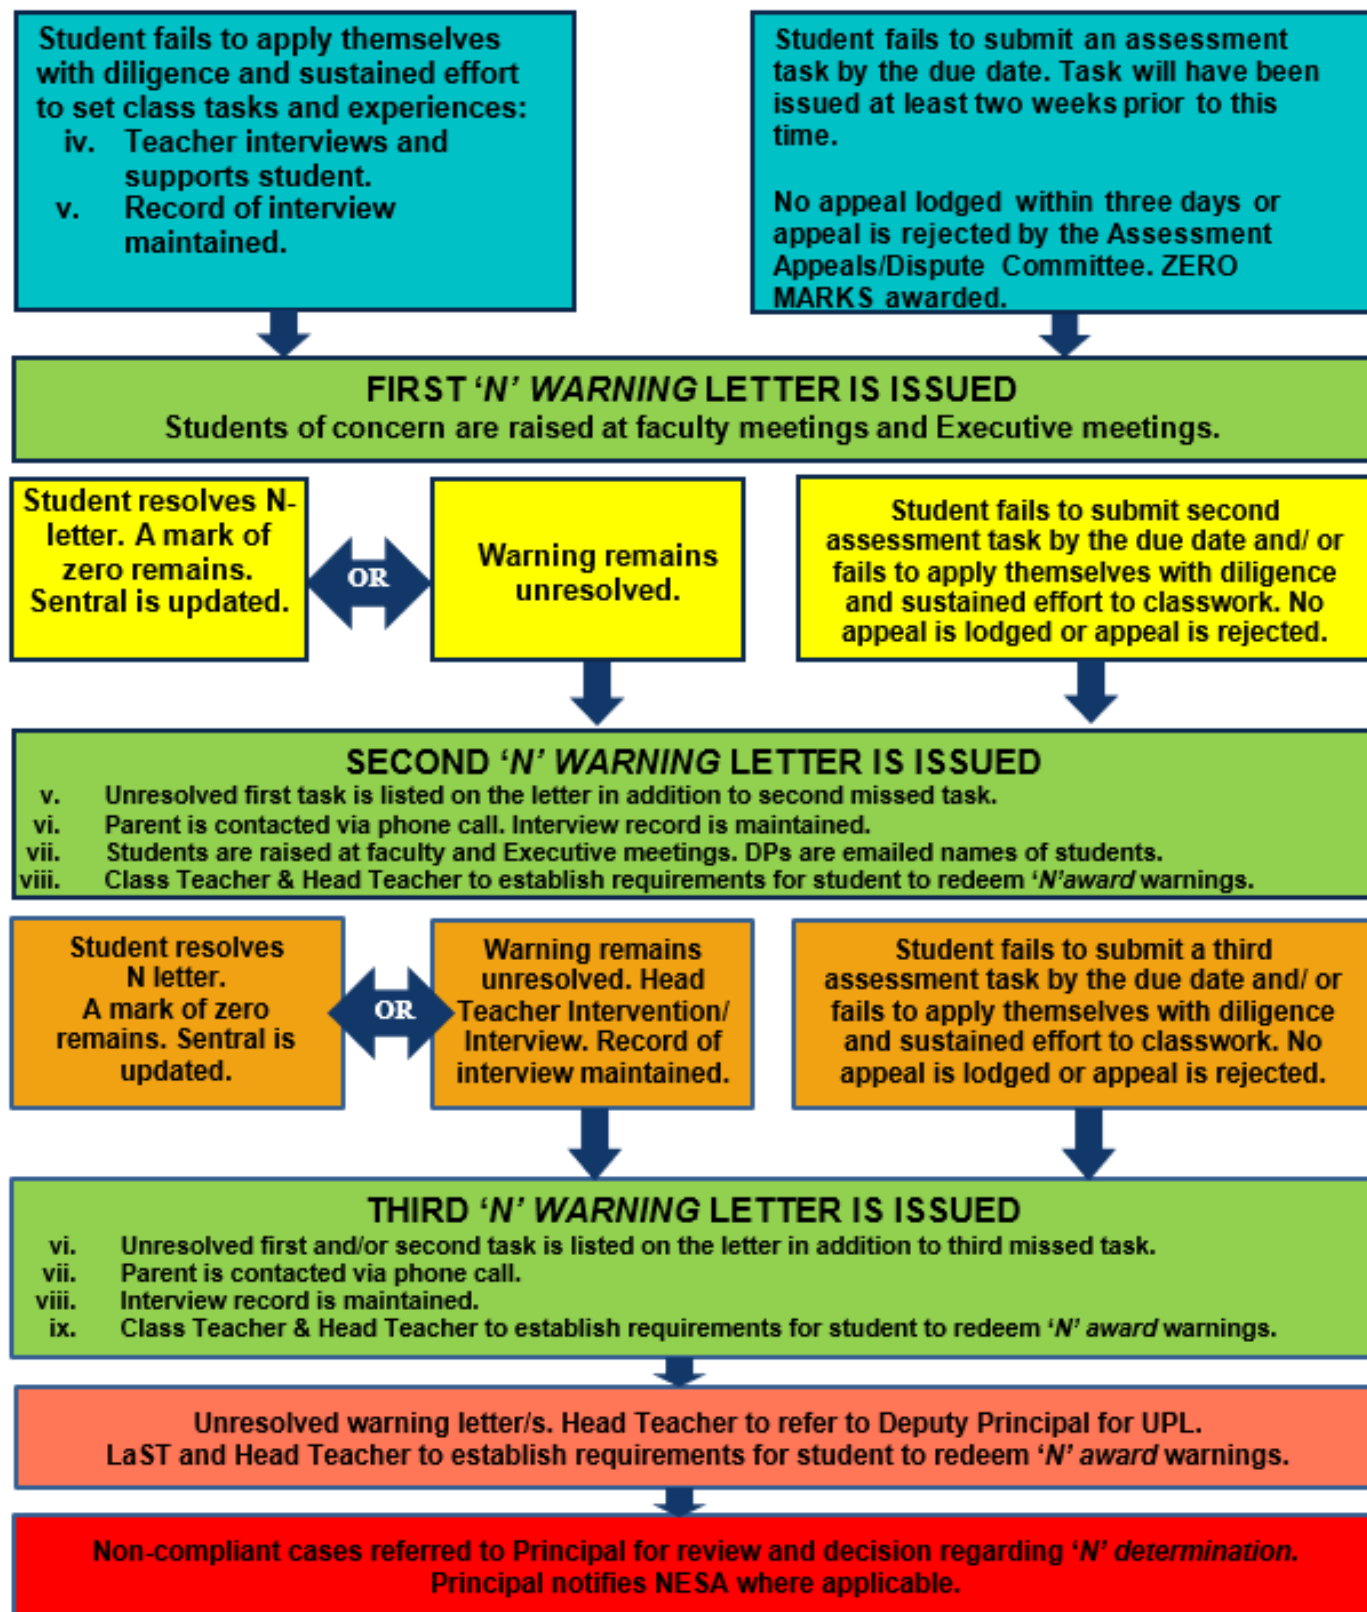 Student fails to apply themselves
with diligence and sustained effort
to set class tasks and experiences:
iv. Teacher interviews and
supports student.
v. Record of interview
maintained.
Student fails to submit an assessment
task by the due date. Task will have been
issued at least two weeks prior to this
time.
No appeal lodged within three days or
appeal is rejected by the Assessment
Appeals/Dispute Committee. ZERO
MARKS awarded.
FIRST ‘N’ WARNING LETTER IS ISSUED
Students of concern are raised at faculty meetings and Executive meetings.
Student resolves N-
letter. A mark of
zero remains.
Sentral is updated.
OR
Warning remains
unresolved.
Student fails to submit second
assessment task by the due date and/ or
fails to apply themselves with diligence
and sustained effort to classwork. No
appeal is lodged or appeal is rejected.
SECOND ‘N’ WARNING LETTER IS ISSUED
v. Unresolved first task is listed on the letter in addition to second missed task.
vi. Parent is contacted via phone call. Interview record is maintained.
vii. Students are raised at faculty and Executive meetings. DPs are emailed names of students.
viii. Class Teacher & Head Teacher to establish requirements for student to redeem ‘N’award warnings.
Student resolves
N letter.
A mark of zero
remains. Sentral is
updated.
OR
Warning remains
unresolved. Head
Teacher Intervention/
Interview. Record of
interview maintained.
Student fails to submit a third
assessment task by the due date and/ or
fails to apply themselves with diligence
and sustained effort to classwork. No
appeal is lodged or appeal is rejected.
THIRD ‘N’ WARNING LETTER IS ISSUED
vi. Unresolved first and/or second task is listed on the letter in addition to third missed task.
vii. Parent is contacted via phone call.
viii. Interview record is maintained.
ix. Class Teacher & Head Teacher to establish requirements for student to redeem ‘N’ award warnings.
Unresolved warning letter/s. Head Teacher to refer to Deputy Principal for UPL.
LaST and Head Teacher to establish requirements for student to redeem ‘N’ award warnings.
Non-compliant cases referred to Principal for review and decision regarding ‘N’ determination.
Principal notifies NESA where applicable.